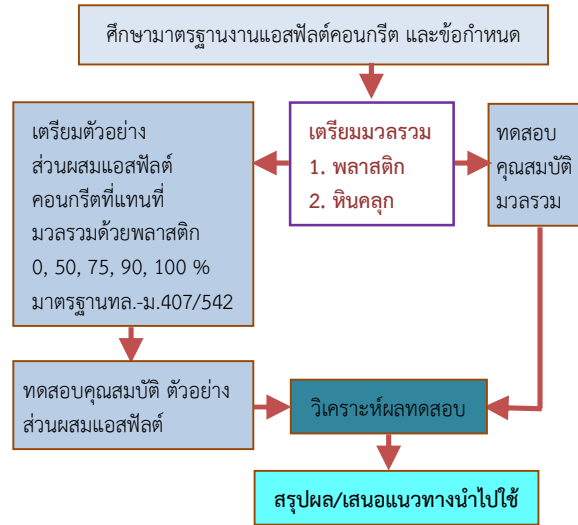 ศึกษามาตรฐานงานแอสฟัลต์คอนกรีต และข้อกำหนด
เตรียมมวลรวม
1. พลาสติก
2. หินคลุก
เตรียมตัวอย่าง
ส่วนผสมแอสฟัลต์
คอนกรีตที่แทนที่
มวลรวมด้วยพลาสติก
0, 50, 75, 90, 100 %
มาตรฐานทล.-ม.407/542
ทดสอบ
คุณสมบัติ
มวลรวม
ทดสอบคุณสมบัติ ตัวอย่าง
ส่วนผสมแอสฟัลต์
วิเคราะห์ผลทดสอบ
สรุปผล/เสนอแนวทางนำไปใช้